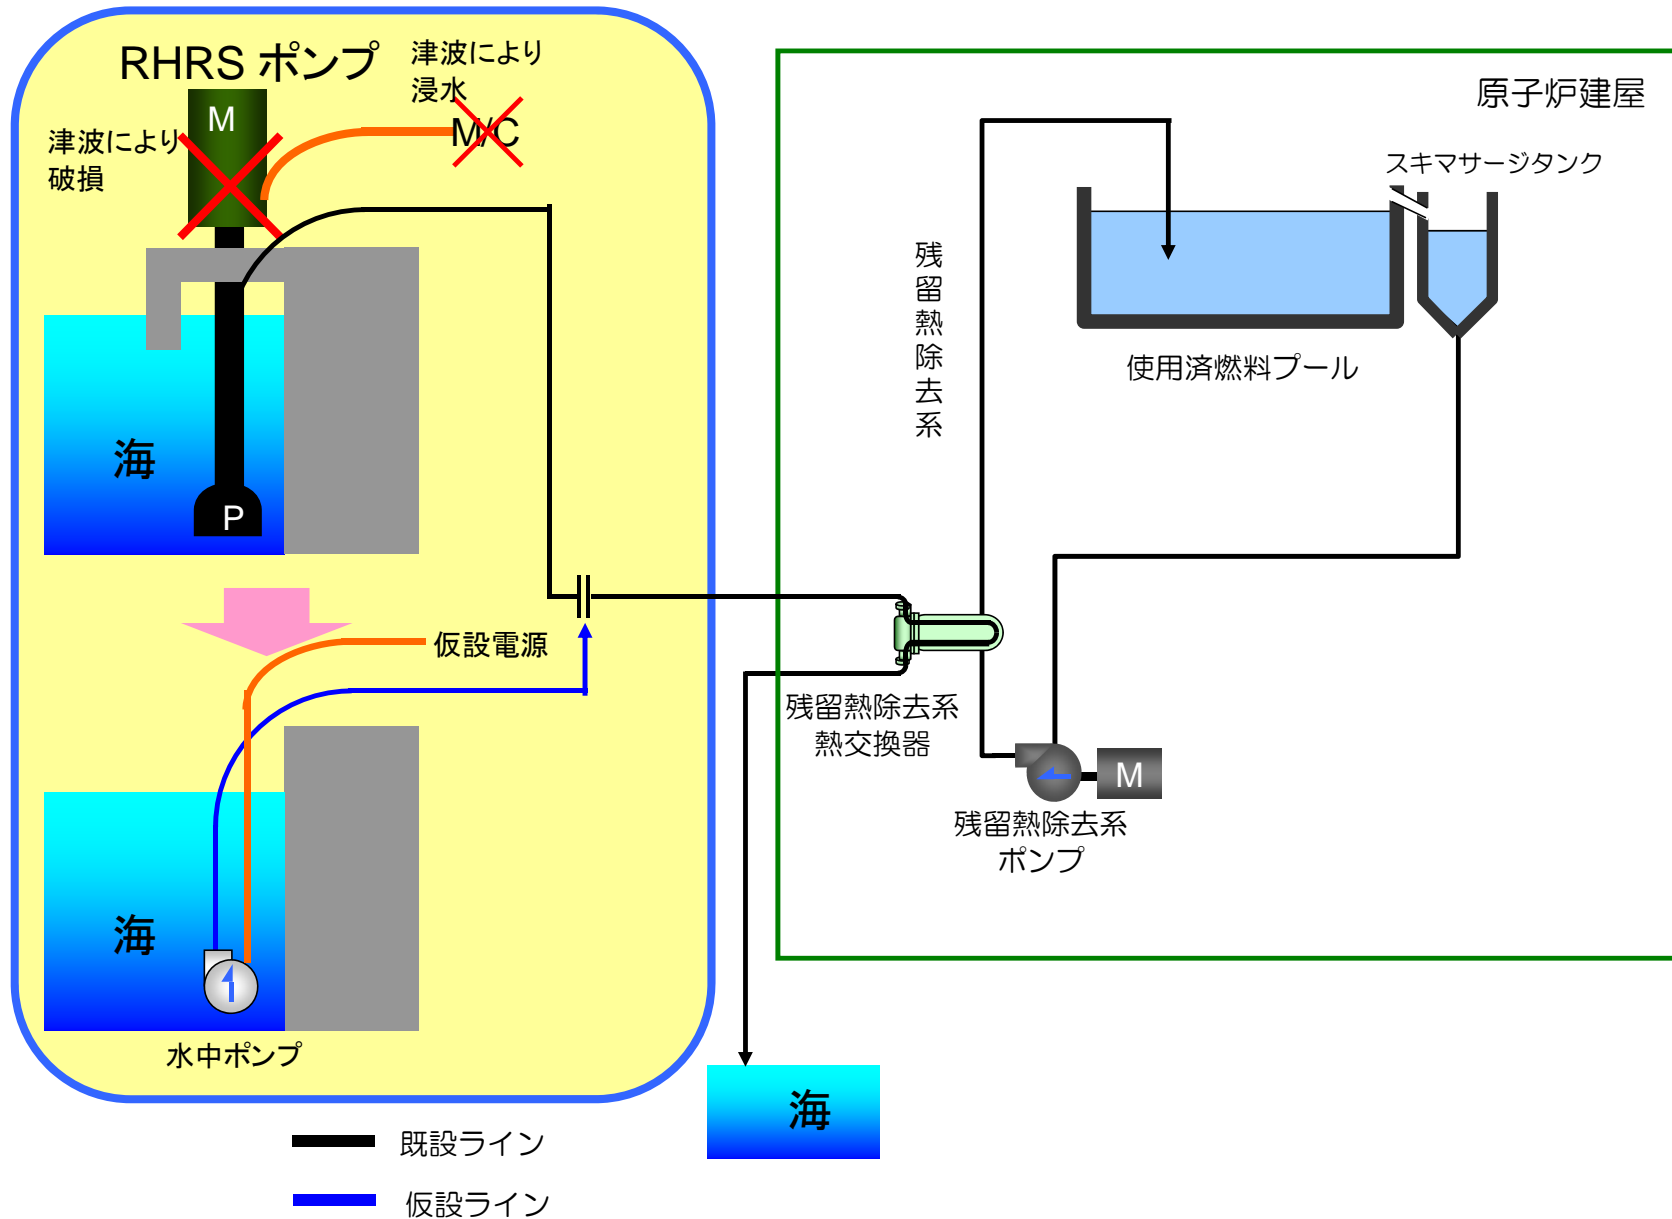 RHRS ポンプ
津波により
浸水
M
M/C
津波により
破損
海
P
仮設電源
海
水中ポンプ
既設ライン
仮設ライン
原子炉建屋
スキマサージタンク
残留熱除去系
使用済燃料プール
残留熱除去系
熱交換器
M
残留熱除去系
ポンプ
海